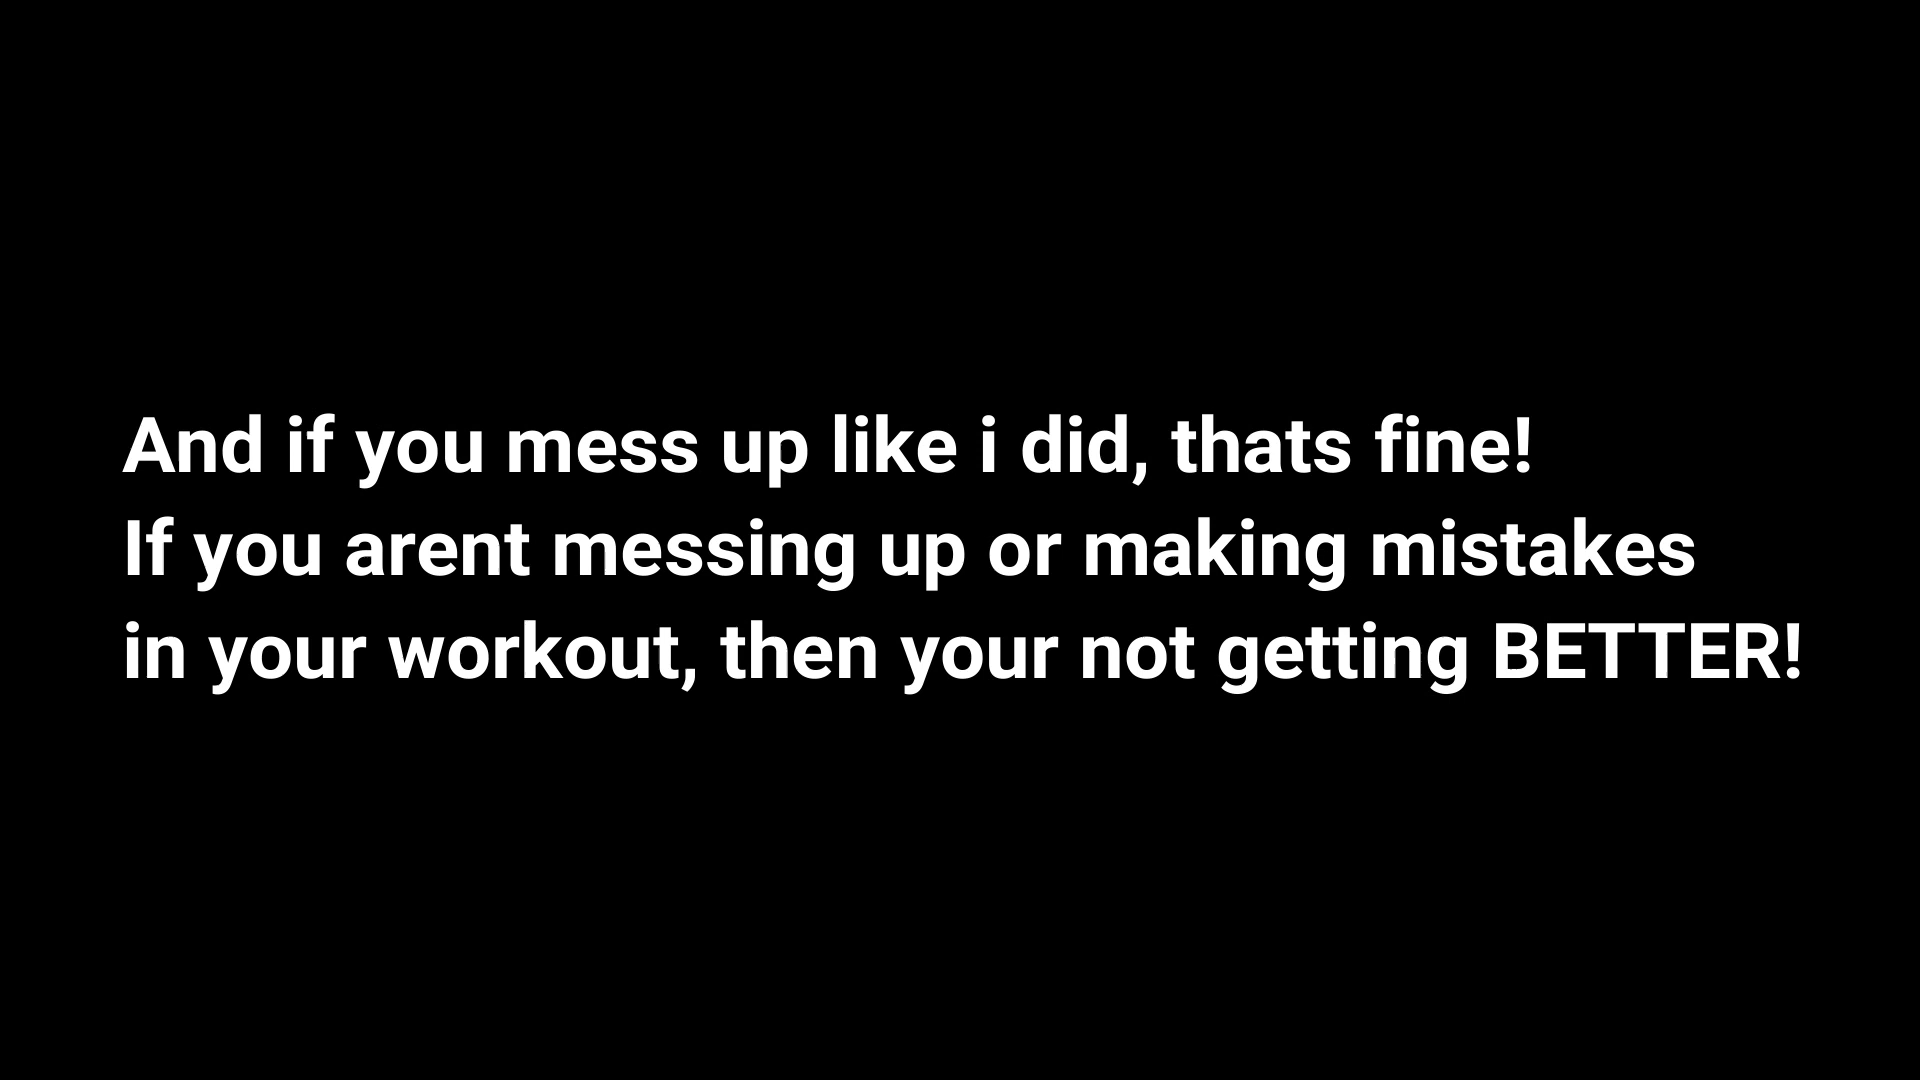 And if you mess up like i did, thats fine!
If you arent messing up or making mistakes
in your workout, then your not getting BETTER!